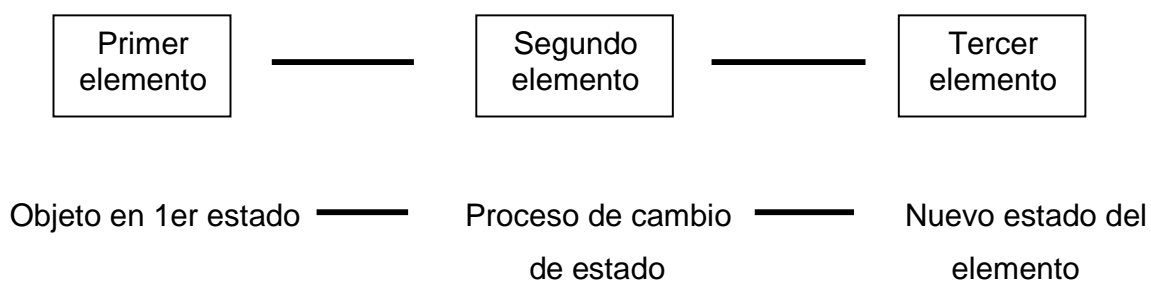 Primer
elemento
Segundo
elemento
Tercer
elemento
Objeto en 1er estado
Proceso de cambio
de estado
Nuevo estado del
elemento